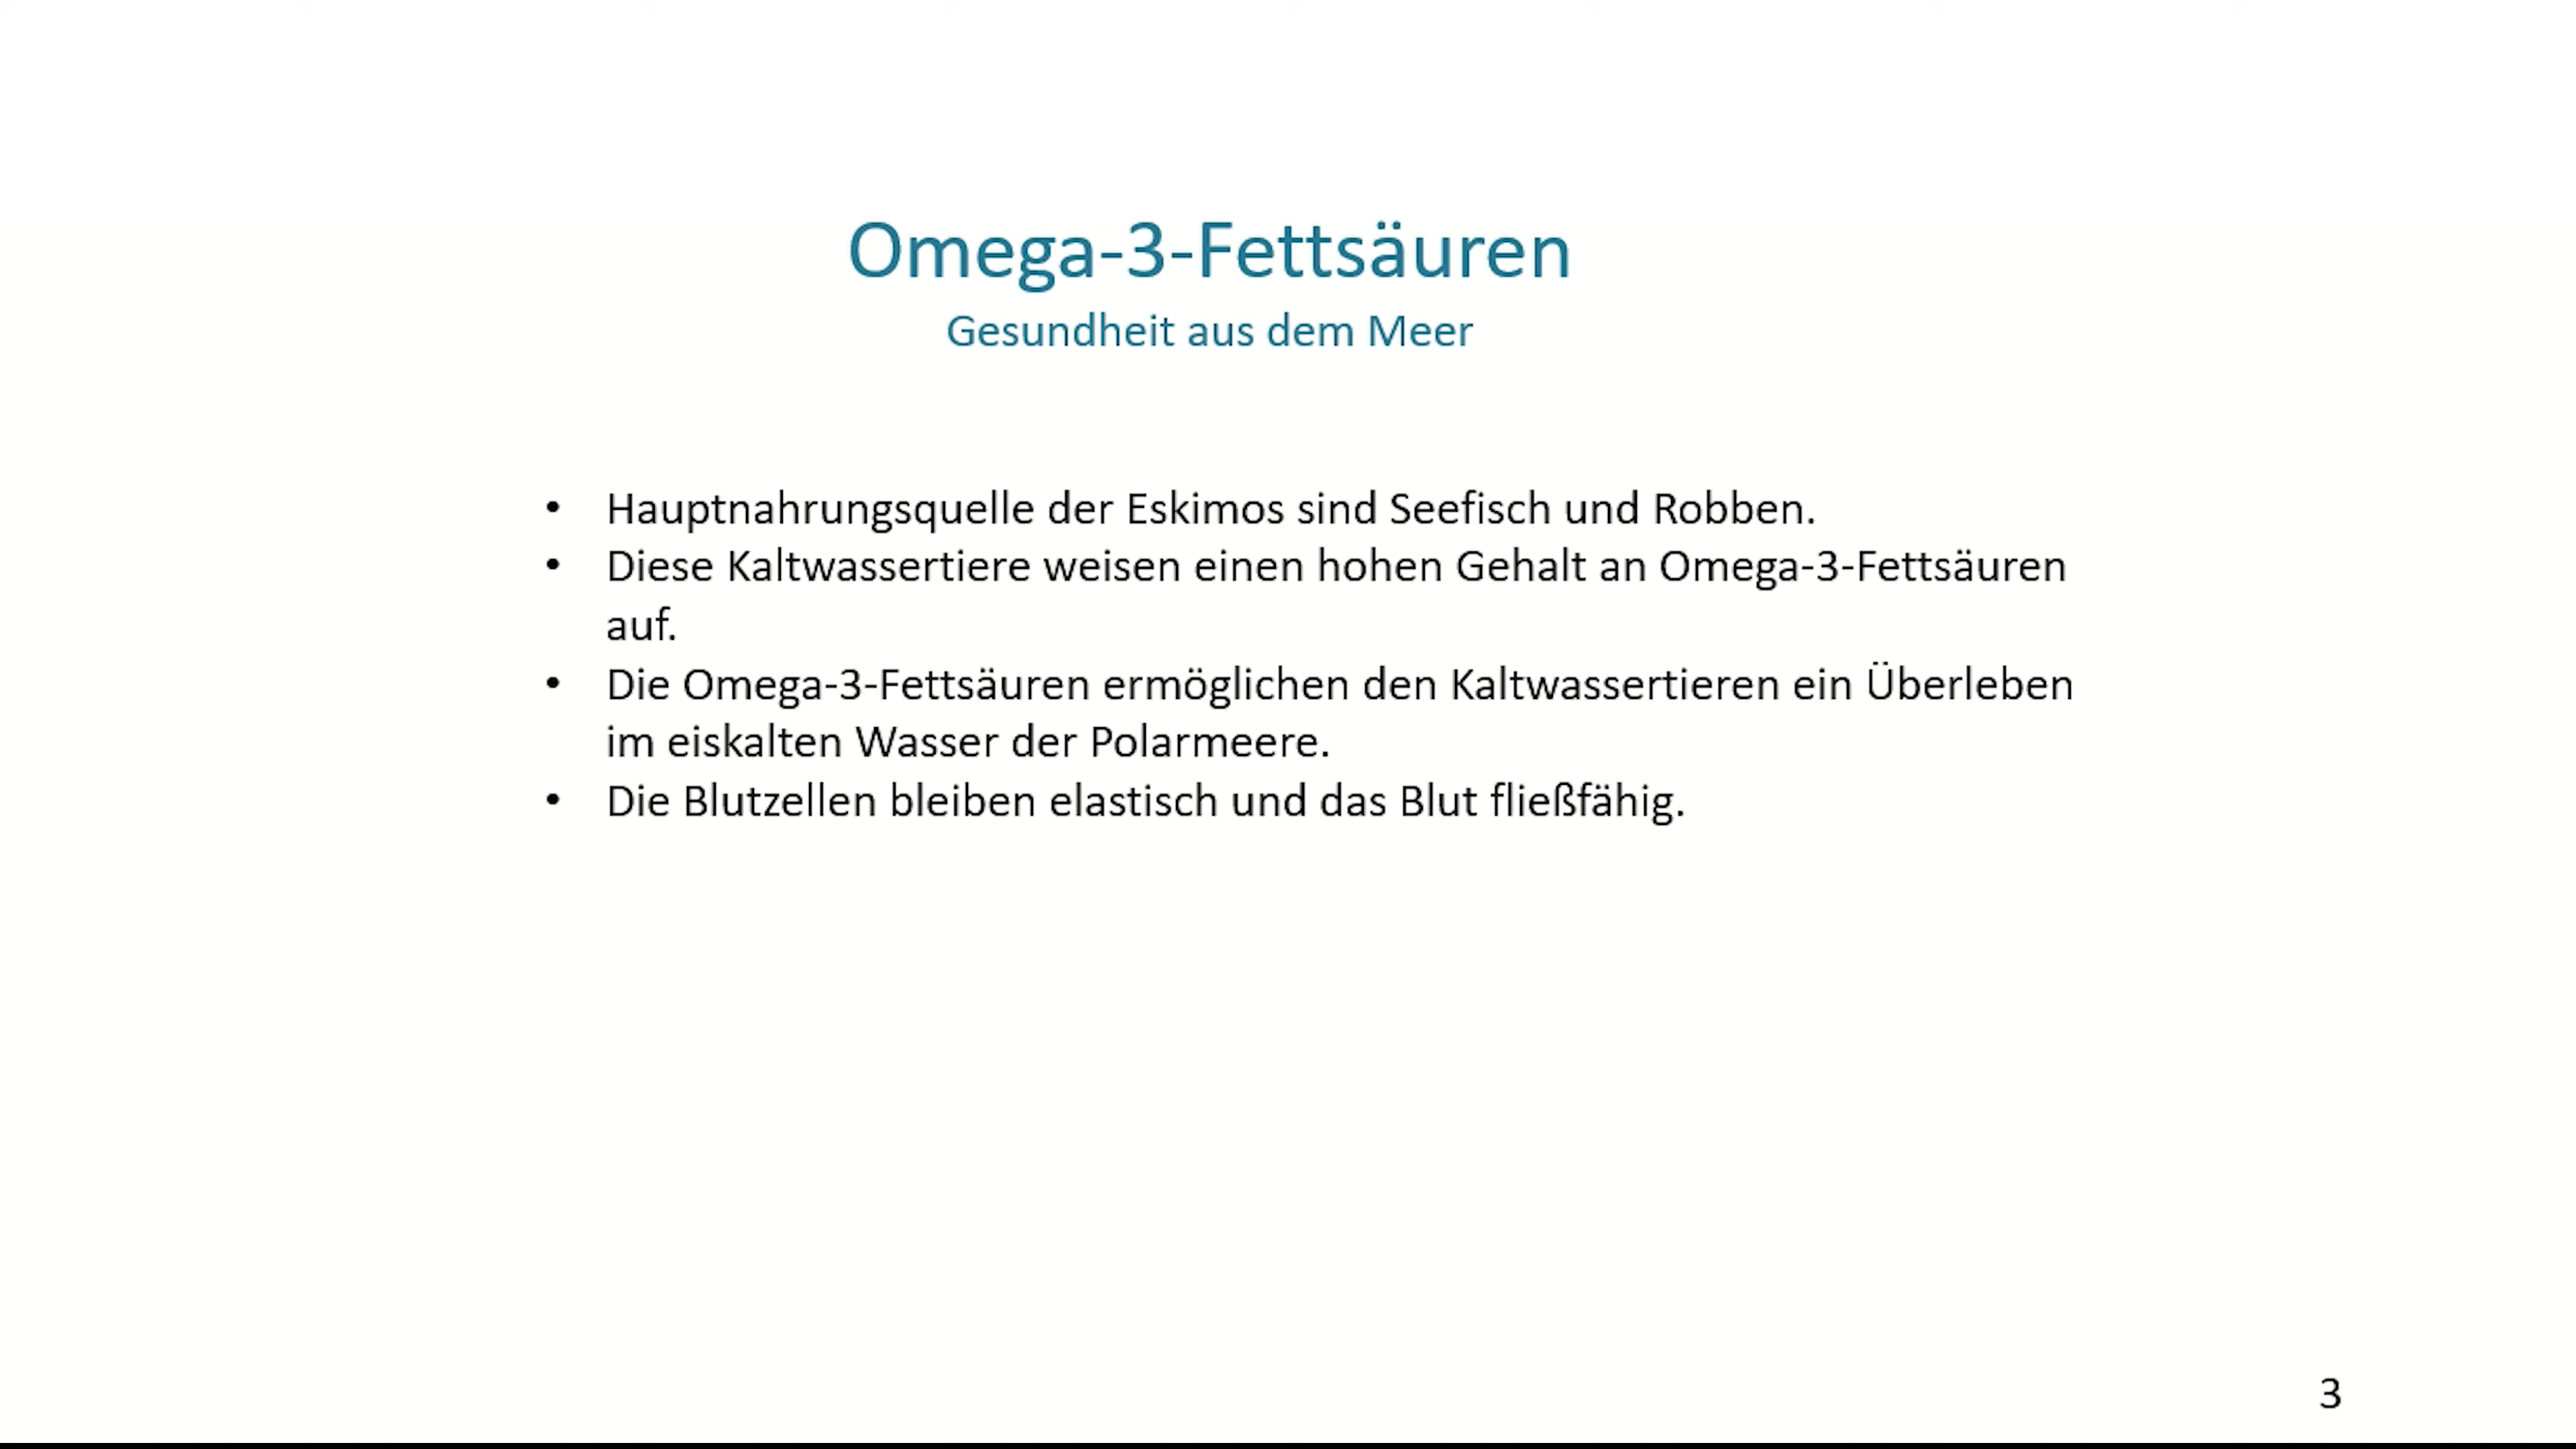 Omega-3-Fettsäuren
Gesundheit aus dem Meer
• Hauptnahrungsquelle der Eskimos sind Seefisch und Robben.
• Diese Kaltwassertiere weisen einen hohen Gehalt an Omega-3-Fettsäuren
auf.
• Die Omega-3-Fettsäuren ermöglichen den Kaltwassertieren ein Überleben
im eiskalten Wasser der Polarmeere.
• Die Blutzellen bleiben elastisch und das Blut fließfähig.
3